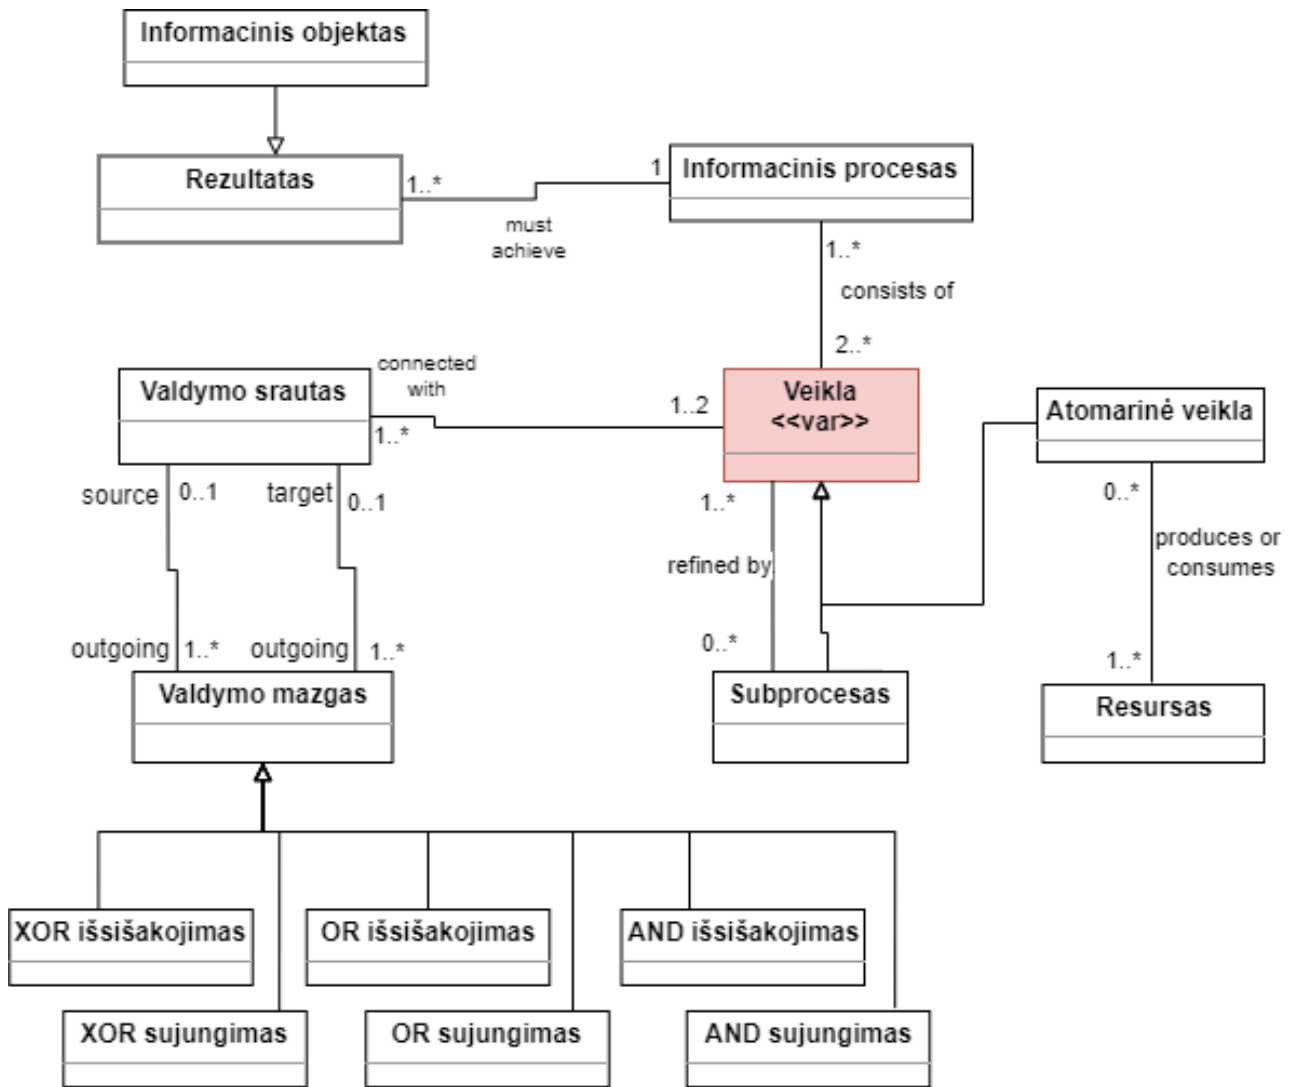 Informacinis objektas
Rezultatas
1..*
must
achieve
1
Informacinis procesas
1..*
consists of
2..*
Valdymo srautas
connected
with
1..*
1..2
Veikla
<<var>>
Atomarinė veikla
source
0..1
target
0..1
1..*
refined by
0..*
0..*
produces or
consumes
1..*
outgoing
1..*
outgoing
1..*
Valdymo mazgas
Subprocesas
Resursas
XOR išsišakojimas
OR išsišakojimas
AND išsišakojimas
XOR sujungimas
OR sujungimas
AND sujungimas